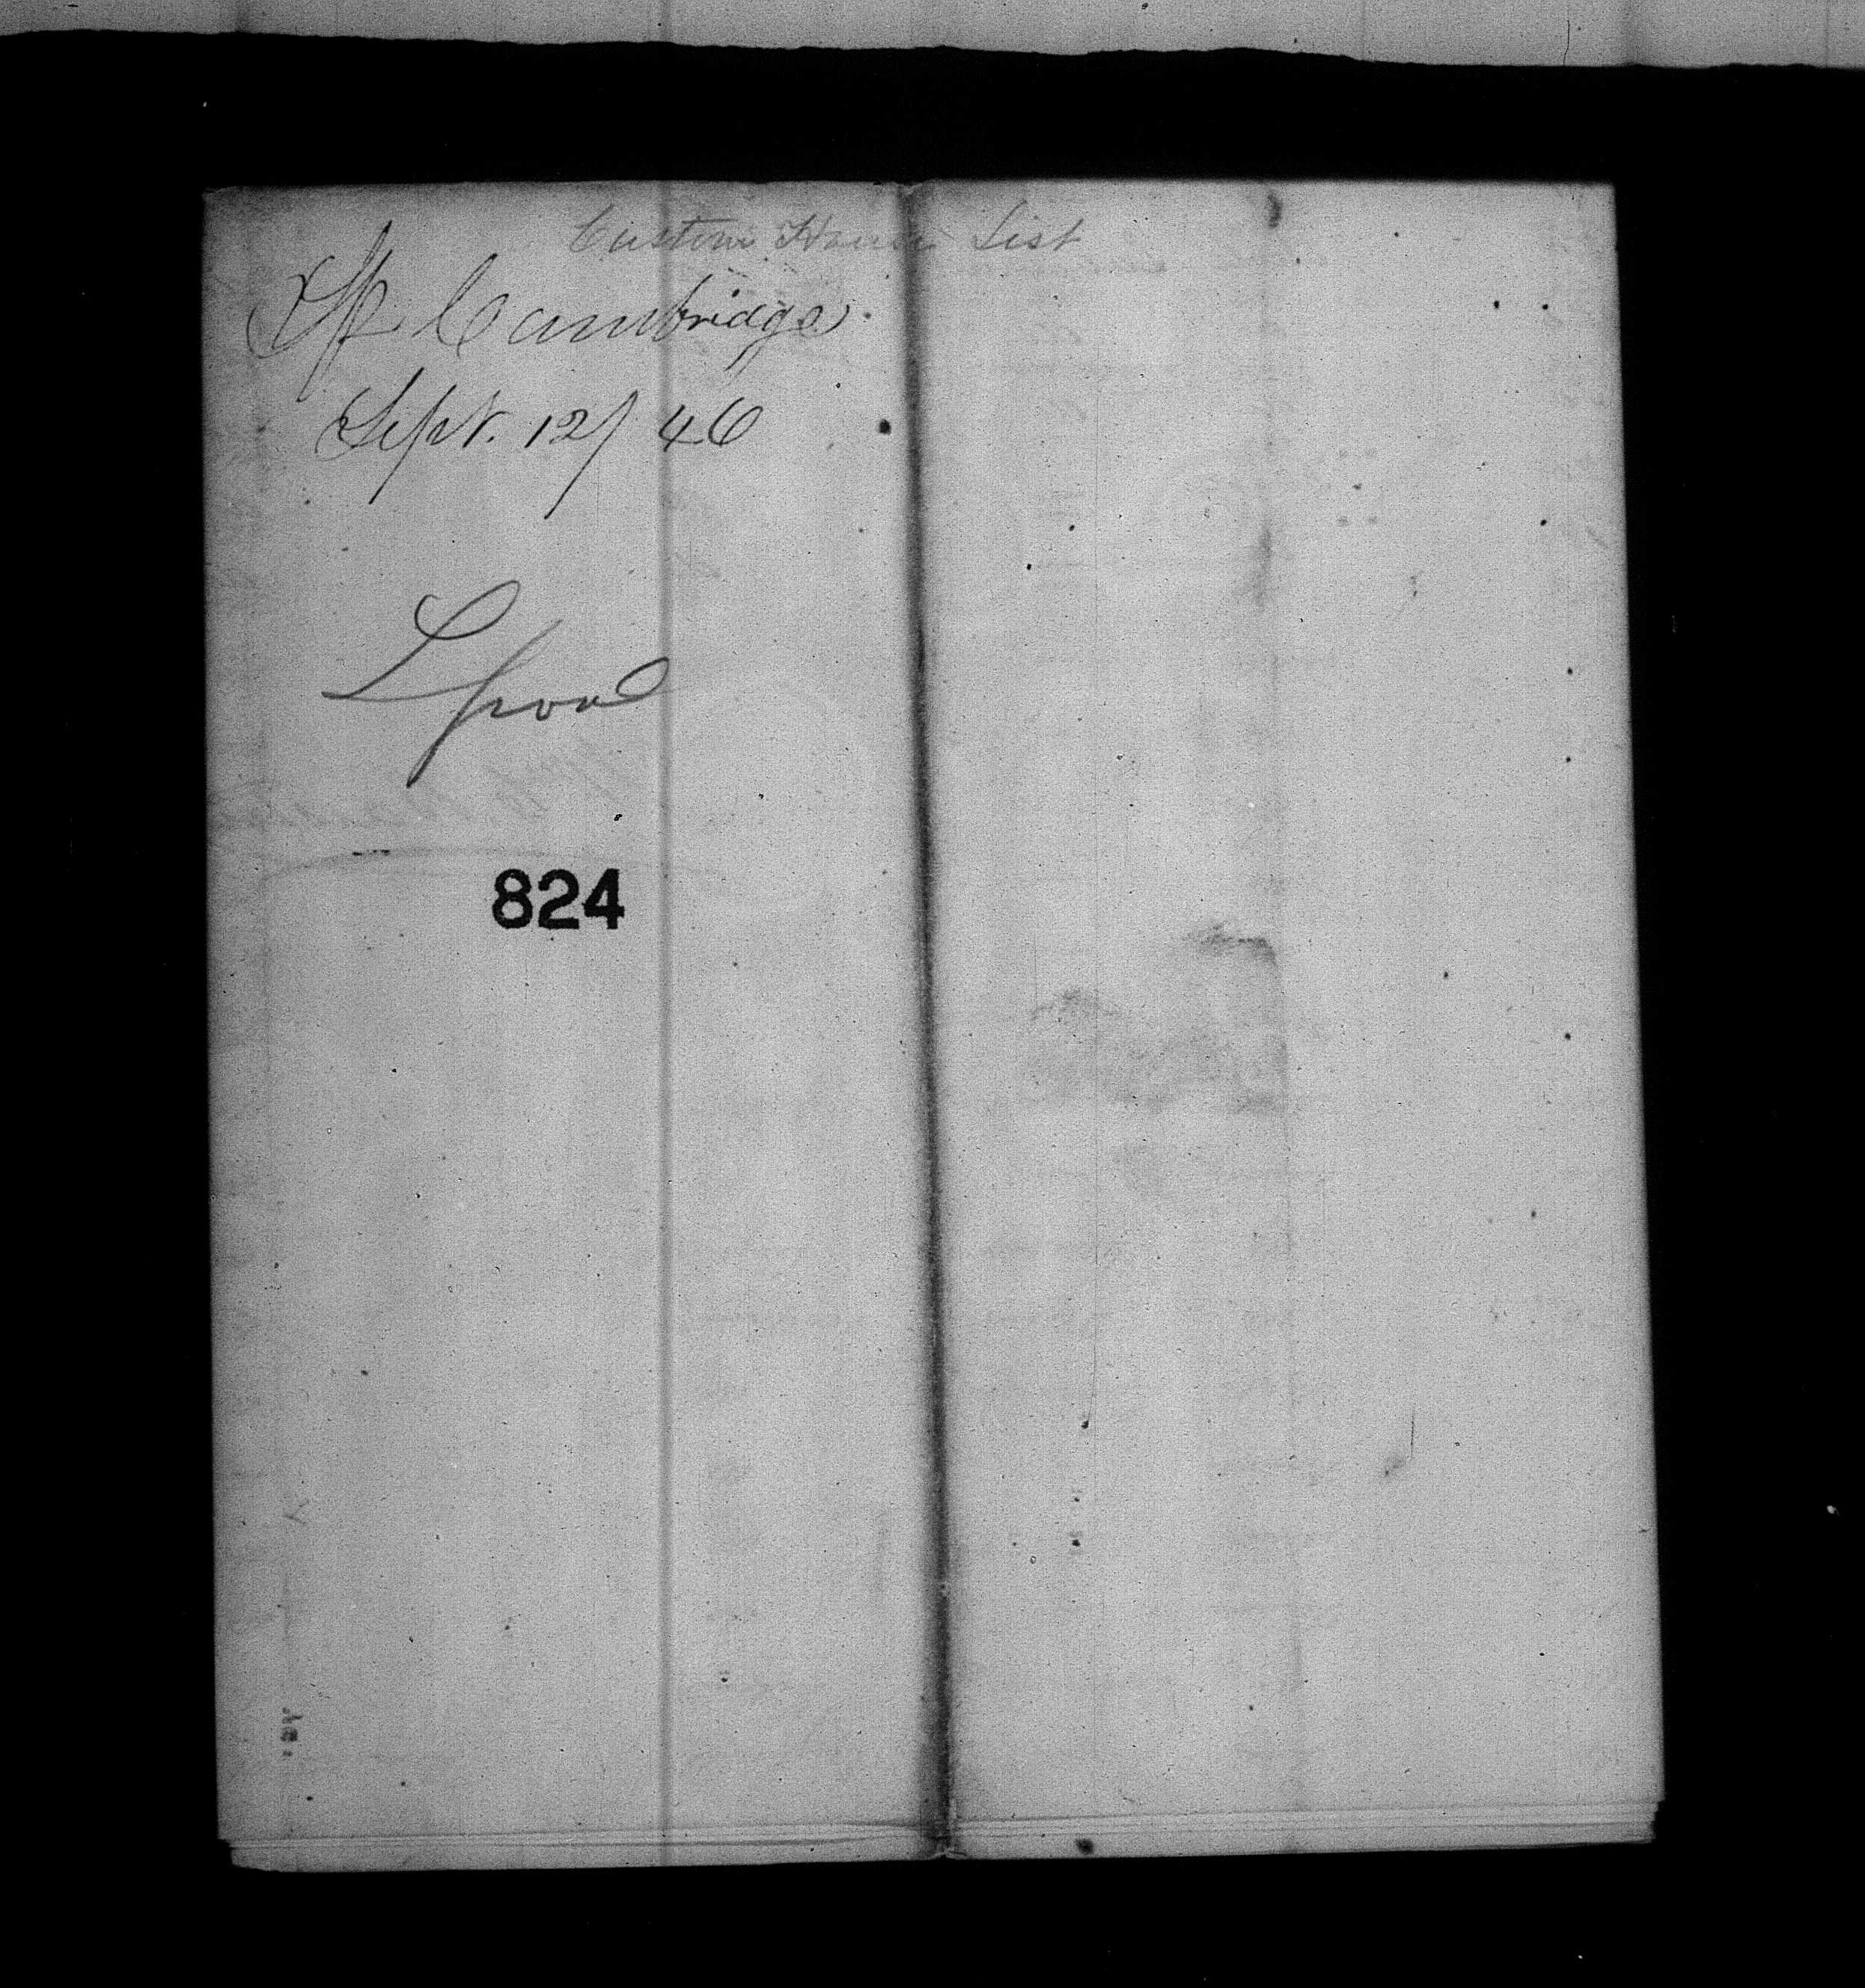 Custom House List
Sp Cambridge
Sept. 12/46
Lpool
824